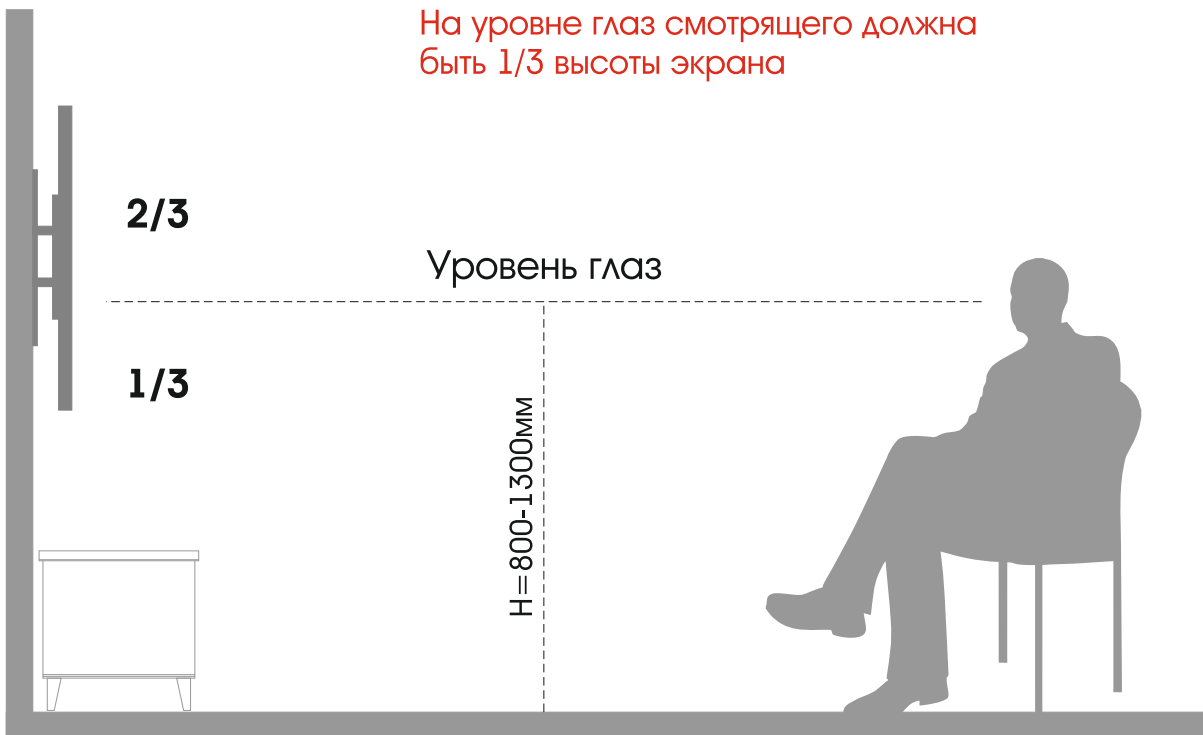 На уровне глаз смотрящего должна
быть 1/3 высоты экрана
2/3
Уровень глаз
1/3
H=800-1300мм